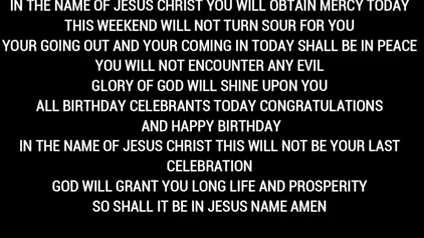 IN THE NAME OF JESUS CHRIST YOU WILL OBTAIN MERCY TODAY
THIS WEEKEND WILL NOT TURN SOUR FOR YOU
YOUR GOING OUT AND YOUR COMING IN TODAY SHALL BE IN PEACE
YOU WILL NOT ENCOUNTER ANY EVIL
GLORY OF GOD WILL SHINE UPON YOU
ALL BIRTHDAY CELEBRANTS TODAY CONGRATULATIONS
AND HAPPY BIRTHDAY
IN THE NAME OF JESUS CHRIST THIS WILL NOT BE YOUR LAST
CELEBRATION
GOD WILL GRANT YOU LONG LIFE AND PROSPERITY
SO SHALL IT BE IN JESUS NAME AMEN